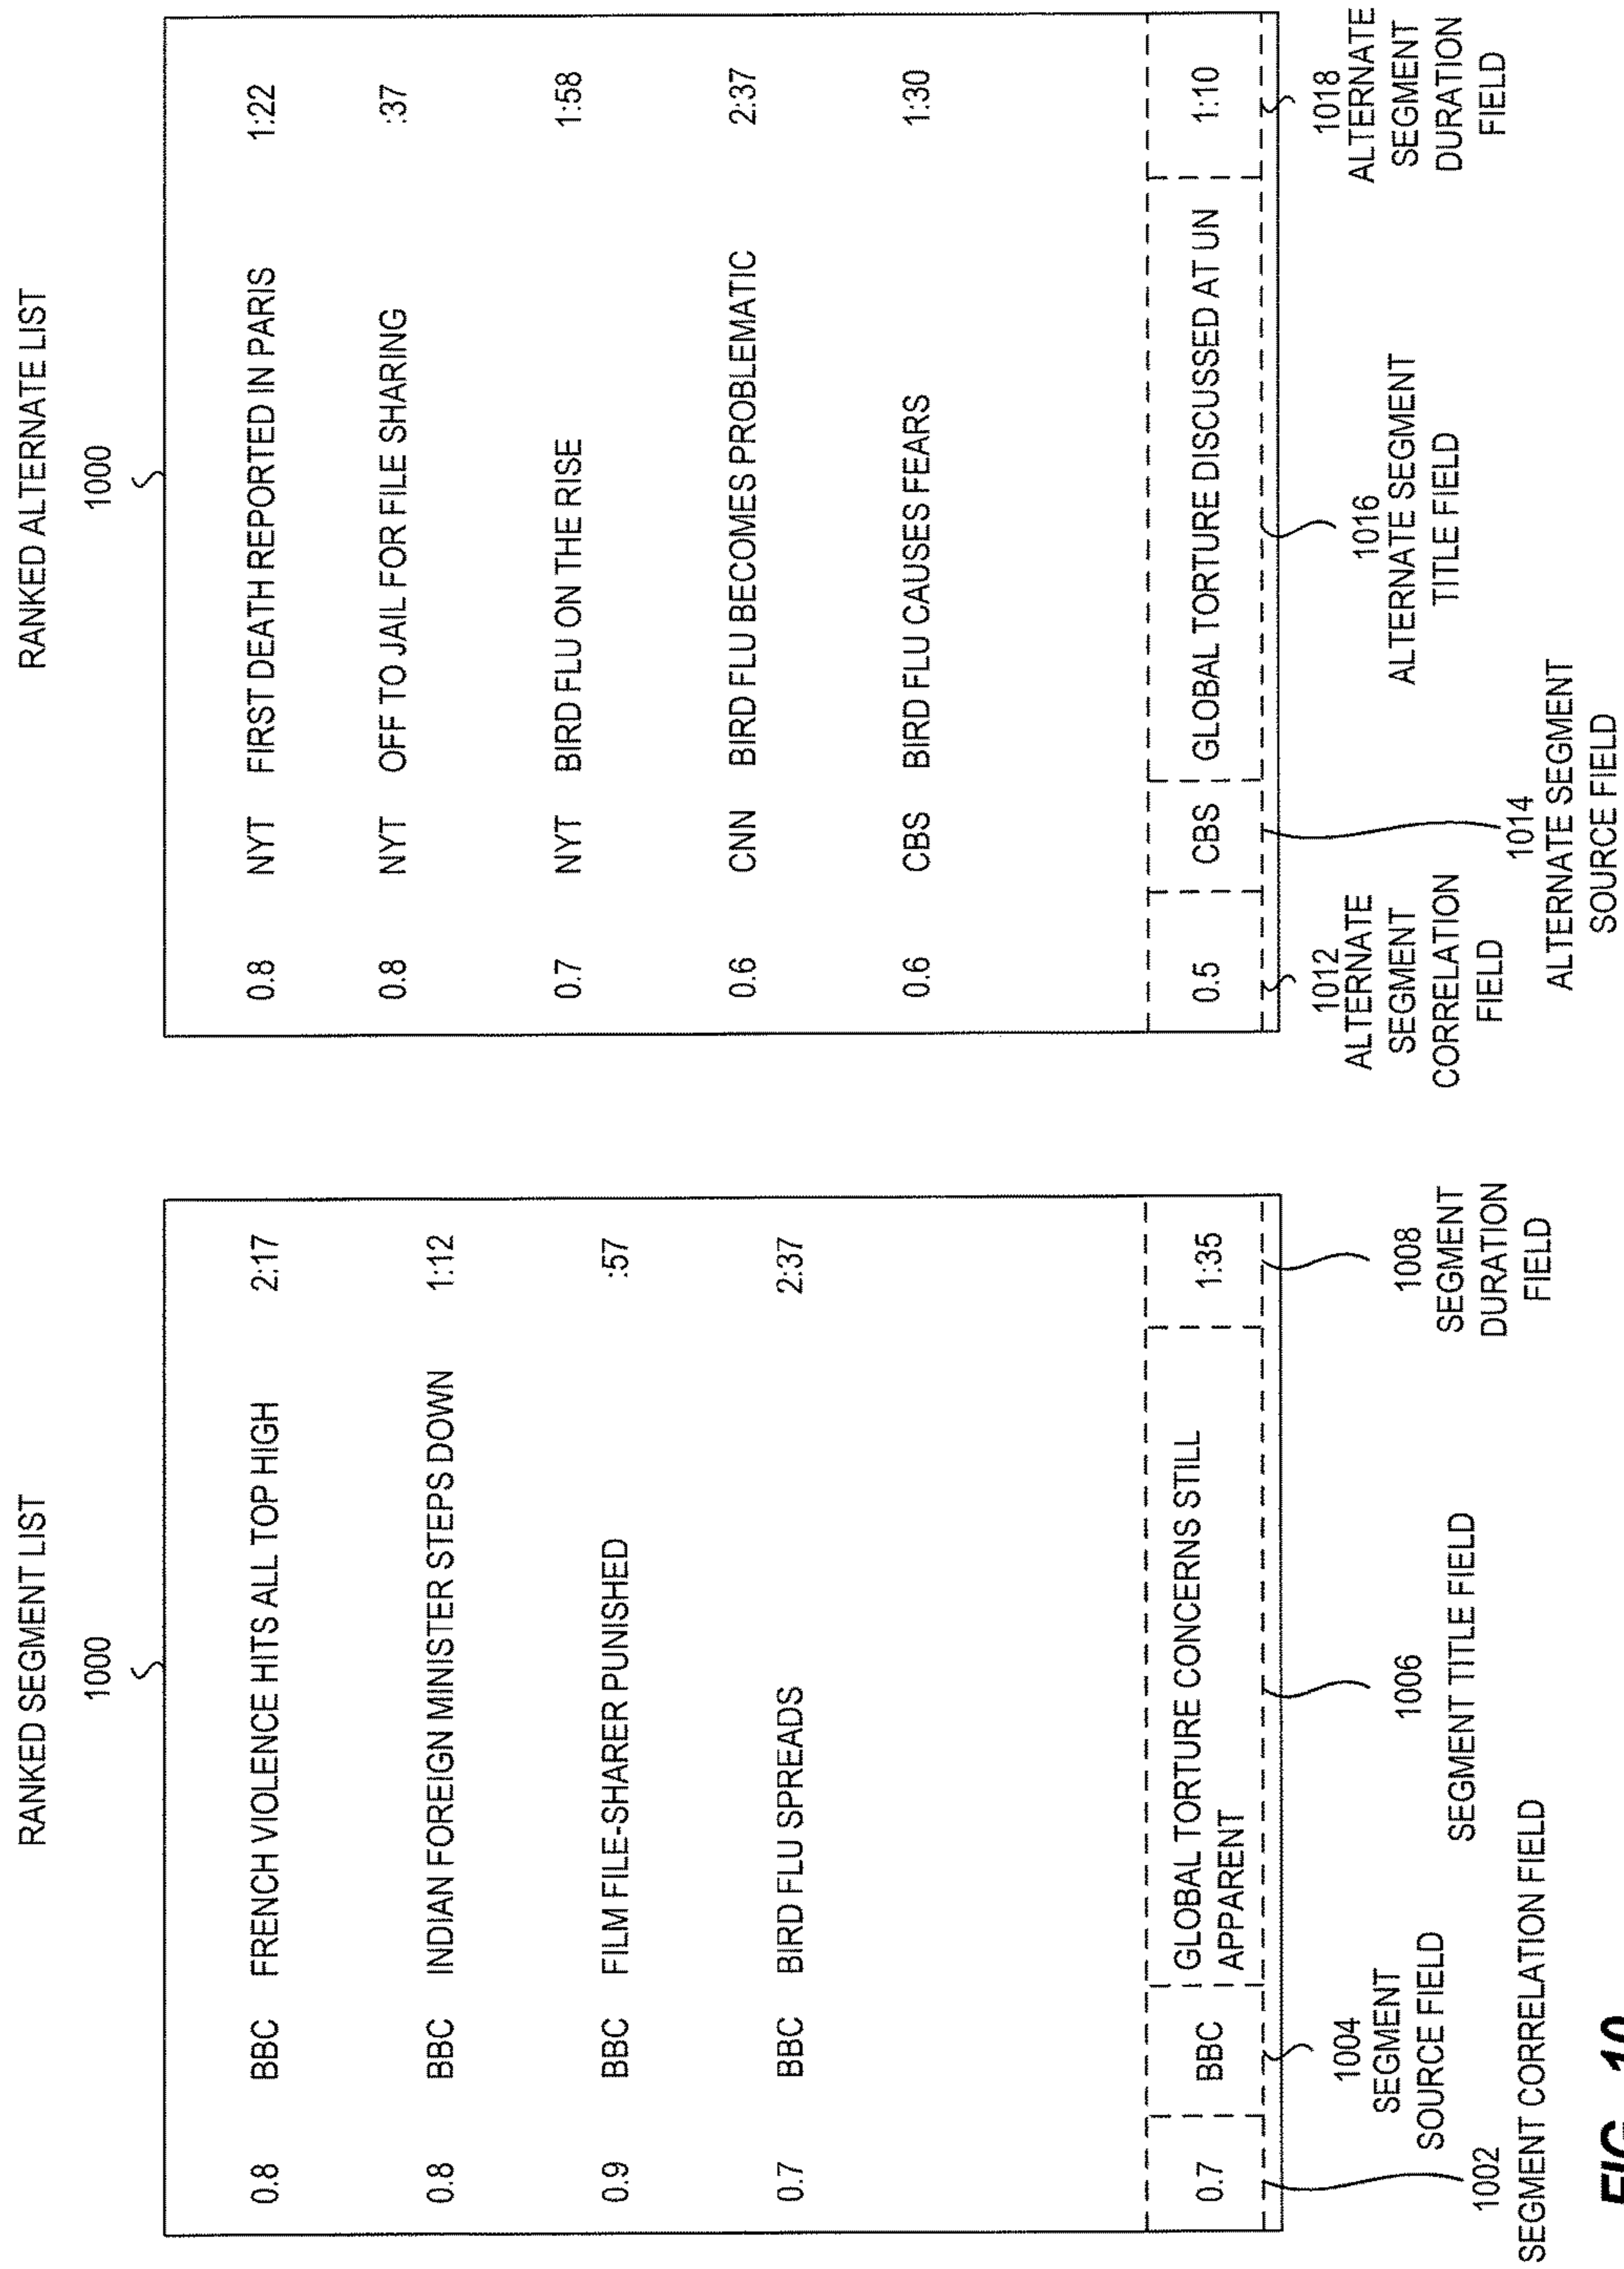 RANKED SEGMENT LIST
1000
0.8 BBC FRENCH VIOLENCE HITS ALL TOP HIGH 2:17
0.8 BBC INDIAN FOREIGN MINISTER STEPS DOWN 1:12
0.9 BBC FILM FILE-SHARER PUNISHED :57
0.7 BBC BIRD FLU SPREADS 2:37
0.7 BBC GLOBAL TORTURE CONCERNS STILL 1:35
APPARENT
1002
SEGMENT CORRELATION FIELD
1004
SEGMENT
SOURCE FIELD
1006
SEGMENT TITLE FIELD
1008
SEGMENT
DURATION
FIELD
RANKED ALTERNATE LIST
1000
0.8 NYT FIRST DEATH REPORTED IN PARIS 1:22
0.8 NYT OFF TO JAIL FOR FILE SHARING :37
0.7 NYT BIRD FLU ON THE RISE 1:58
0.6 CNN BIRD FLU BECOMES PROBLEMATIC 2:37
0.6 CBS BIRD FLU CAUSES FEARS 1:30
0.5 CBS GLOBAL TORTURE DISCUSSED AT UN 1:10
1012
ALTERNATE
SEGMENT
CORRELATION
FIELD
1014
ALTERNATE SEGMENT
SOURCE FIELD
1016
ALTERNATE SEGMENT
TITLE FIELD
1018
ALTERNATE
SEGMENT
DURATION
FIELD
FIG. 10